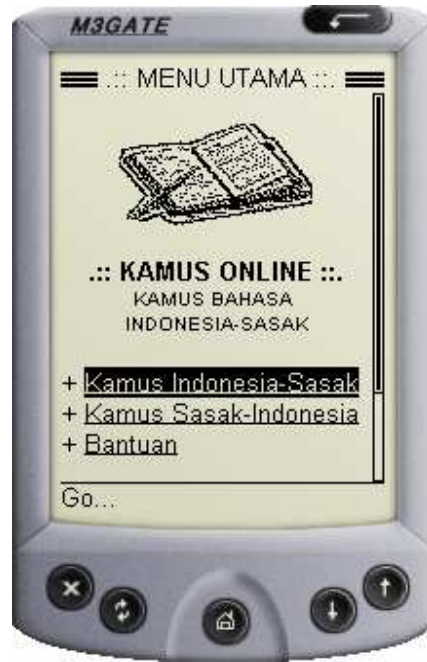 M3GATE
.:: MENU UTAMA ::.
.:: KAMUS ONLINE ::.
KAMUS BAHASA
INDONESIA-SASAK
+ Kamus Indonesia-Sasak
+ Kamus Sasak-Indonesia
+ Bantuan
Go...